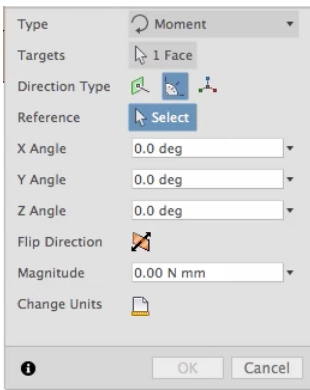 Type Moment
Targets 1 Face
Direction Type
Reference Select
X Angle 0.0 deg
Y Angle 0.0 deg
Z Angle 0.0 deg
Flip Direction
Magnitude 0.00 N mm
Change Units
OK Cancel